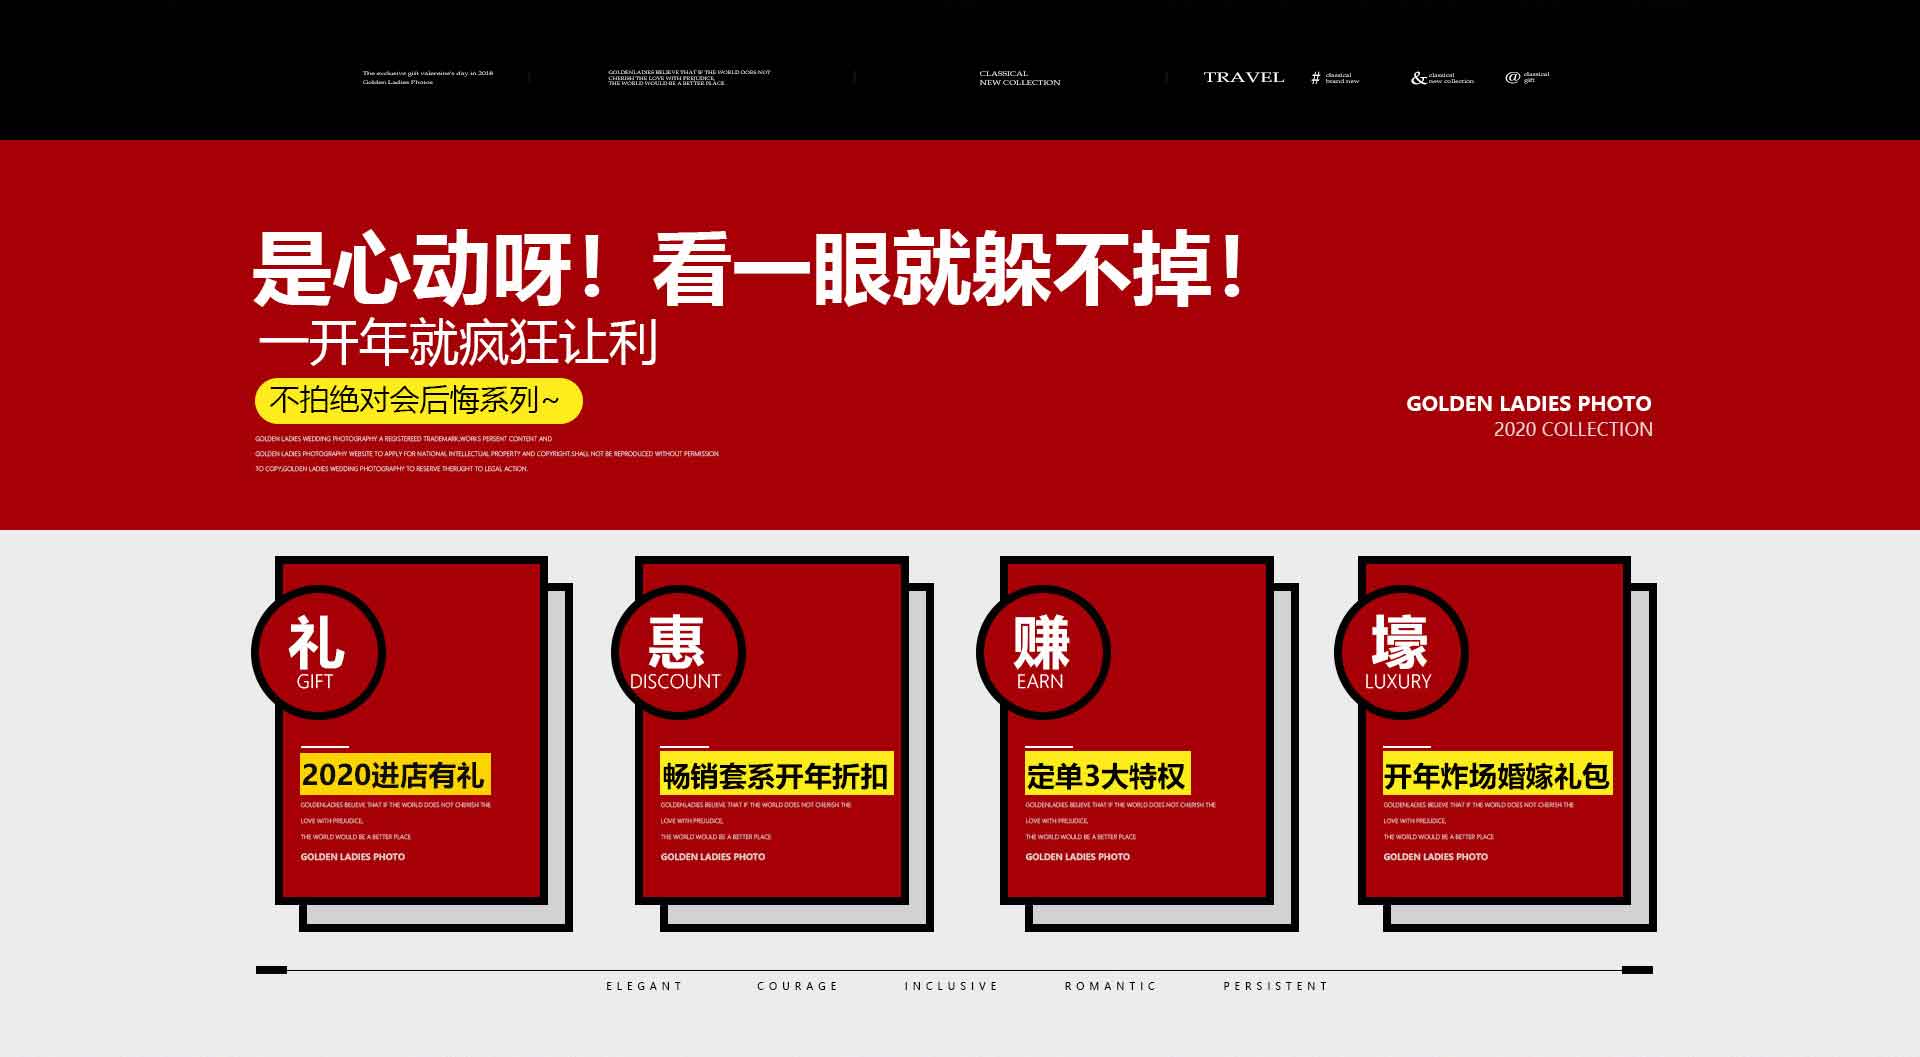 The exclusive gift valentine's day in 2018
Golden Ladies Photos
GOLDENLADIES BELIEVE THAT IF THE WORLD DOES NOT
CHERISH THE LOVE WITH PREJUDICE,
THE WORLD WOULD BE A BETTER PLACE
CLASSICAL
NEW COLLECTION
TRAVEL
# classical
brand new
& classical
new collection
@ classical
gift
是心动呀！看一眼就躲不掉！
一开年就疯狂让利
不拍绝对会后悔系列~
GOLDEN LADIES WEDDING PHOTOGRAPHY A REGISTEREED TRADEMARK,WORKS PERSENT CONTENT AND
GOLDEN LADIES PHOTOGRAPHY WEBSITE TO APPLY FOR NATIONAL INTELLECTUAL PROPERTY AND COPYRIGHT.SHALL NOT BE REPRODUCED WITHOUT PERMISSION
TO COPY,GOLDEN LADIES WEDDING PHOTOGRAPHY TO RESERVE THERLIGHT TO LEGAL ACTION.
GOLDEN LADIES PHOTO
2020 COLLECTION
礼
GIFT
2020进店有礼
GOLDENLADIES BELIEVE THAT IF THE WORLD DOES NOT CHERISH THE
LOVE WITH PREJUDICE,
THE WORLD WOULD BE A BETTER PLACE
GOLDEN LADIES PHOTO
惠
DISCOUNT
畅销套系开年折扣
GOLDENLADIES BELIEVE THAT IF THE WORLD DOES NOT CHERISH THE
LOVE WITH PREJUDICE,
THE WORLD WOULD BE A BETTER PLACE
GOLDEN LADIES PHOTO
赚
EARN
定单3大特权
GOLDENLADIES BELIEVE THAT IF THE WORLD DOES NOT CHERISH THE
LOVE WITH PREJUDICE,
THE WORLD WOULD BE A BETTER PLACE
GOLDEN LADIES PHOTO
壕
LUXURY
开年炸场婚嫁礼包
GOLDENLADIES BELIEVE THAT IF THE WORLD DOES NOT CHERISH THE
LOVE WITH PREJUDICE,
THE WORLD WOULD BE A BETTER PLACE
GOLDEN LADIES PHOTO
ELEGANT COURAGE INCLUSIVE ROMANTIC PERSISTENT